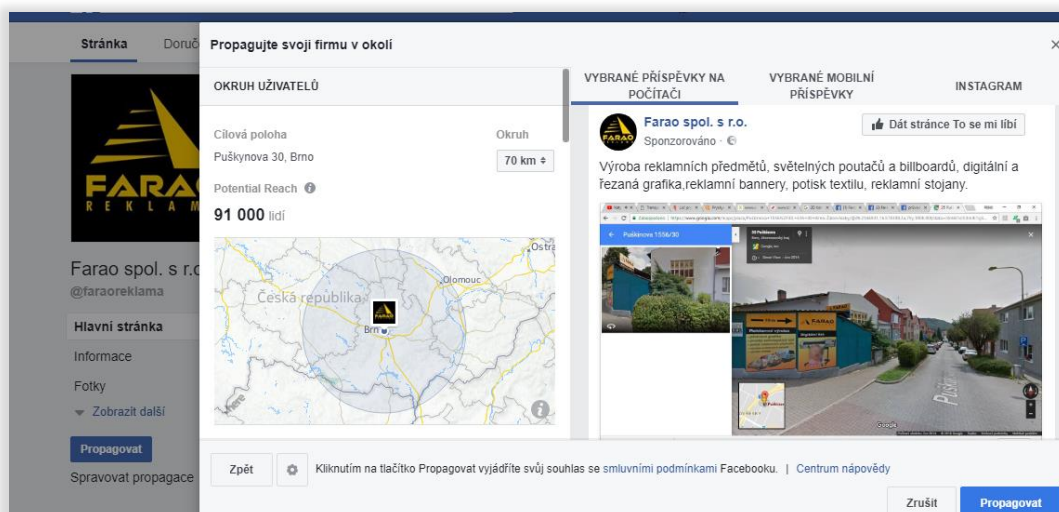 Stránka
Doruč
Propagujte svoji firmu v okolí
FARAO
REKLAM
Farao spol. s r.o
@faraoreklama
Hlavní stránka
Informace
Fotky
Zobrazit další
Propagovat
Spravovat propagace
OKRUH UŽIVATELŮ
Cílová poloha
Okruh
Puškynova 30, Brno
70 km
Potential Reach
91 000 lidí
Česká republika
Olomouc
Ostra
Brno
here
VYBRANÉ PŘÍSPĚVKY NA
POČÍTAČI
VYBRANÉ MOBILNÍ
PŘÍSPĚVKY
INSTAGRAM
Farao spol. s r.o.
Sponzorováno
Dát stránce To se mi líbí
Výroba reklamních předmětů, světelných poutačů a billboardů, digitální a
řezaná grafika,reklamní bannery, potisk textilu, reklamní stojany.
Puškinova 1556/30
FARAO
Google
Zpět
Kliknutím na tlačítko Propagovat vyjádříte svůj souhlas se smluvními podmínkami Facebooku. | Centrum nápovědy
Zrušit
Propagovat